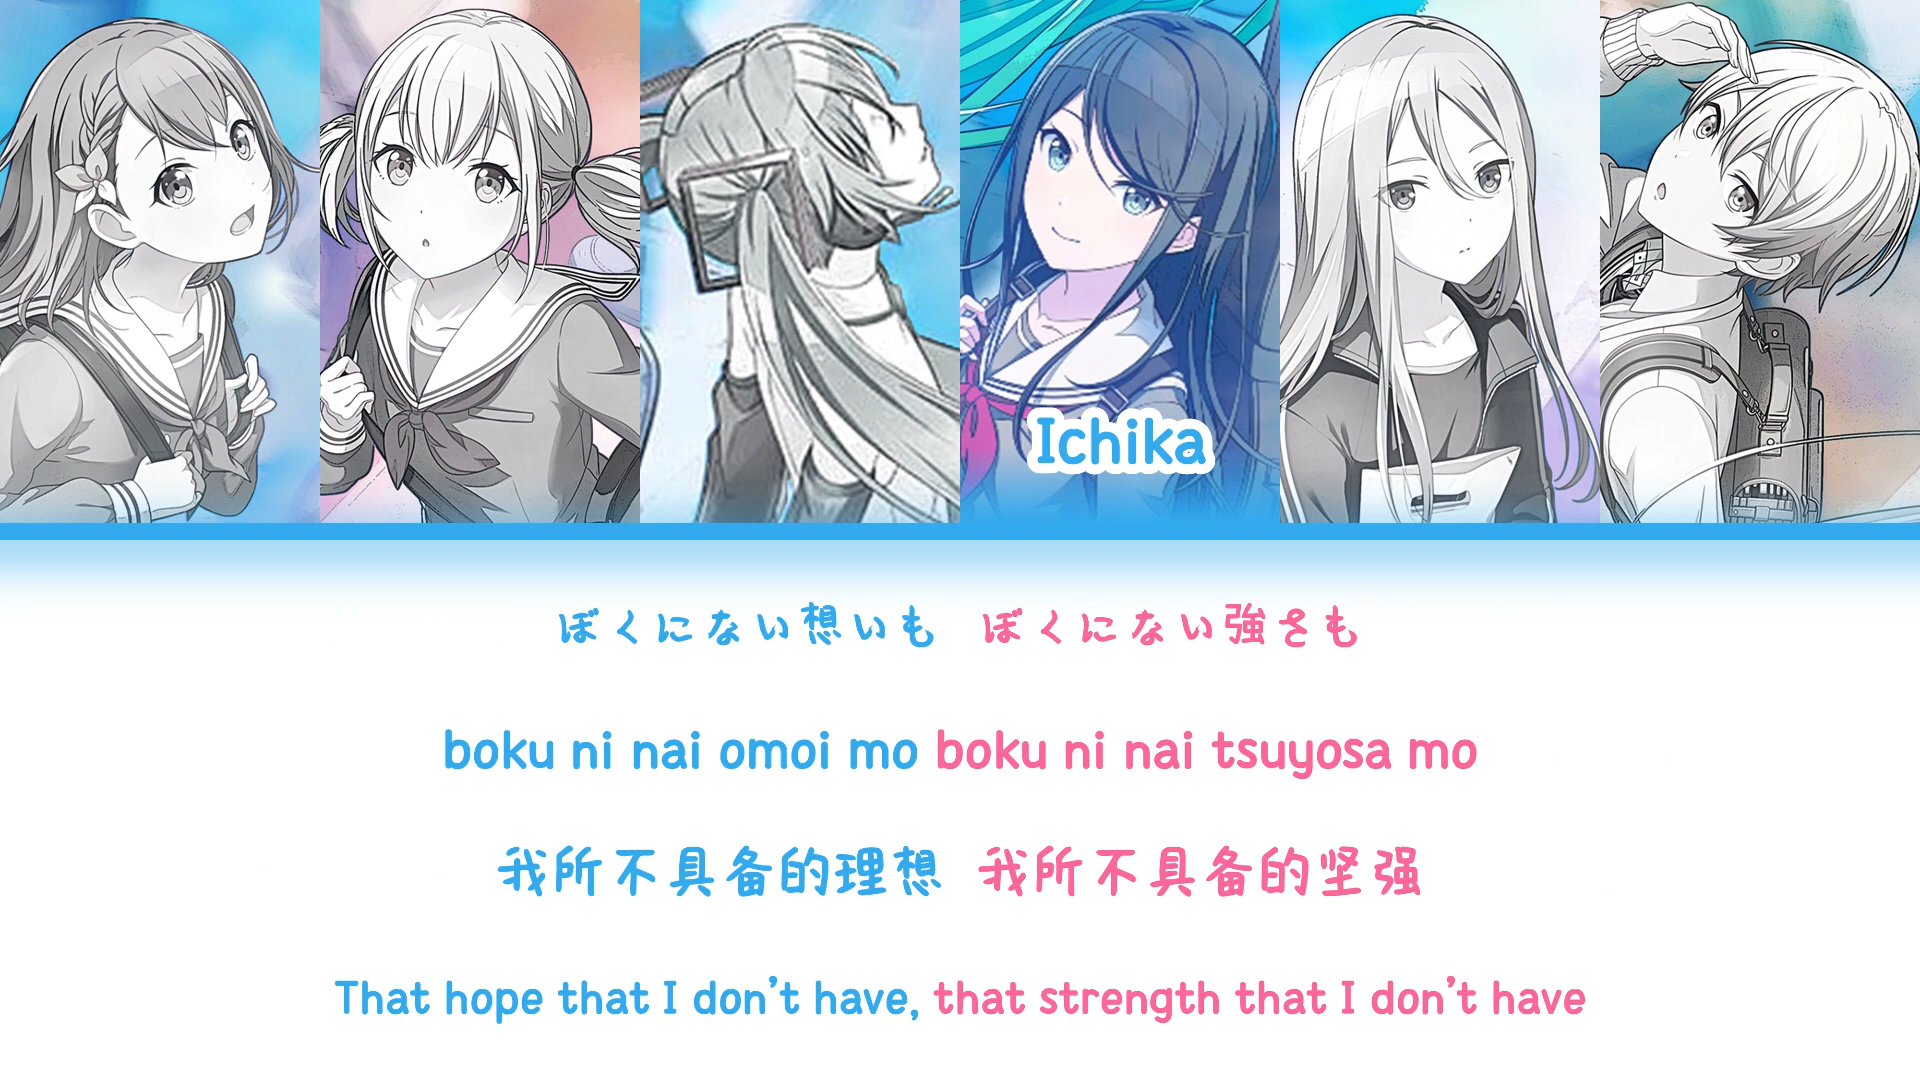 Ichika
ぼくにない想いも ぼくにない強さも
boku ni nai omoi mo boku ni nai tsuyosa mo
我所不具备的理想 我所不具备的坚强
That hope that I don't have, that strength that I don't have